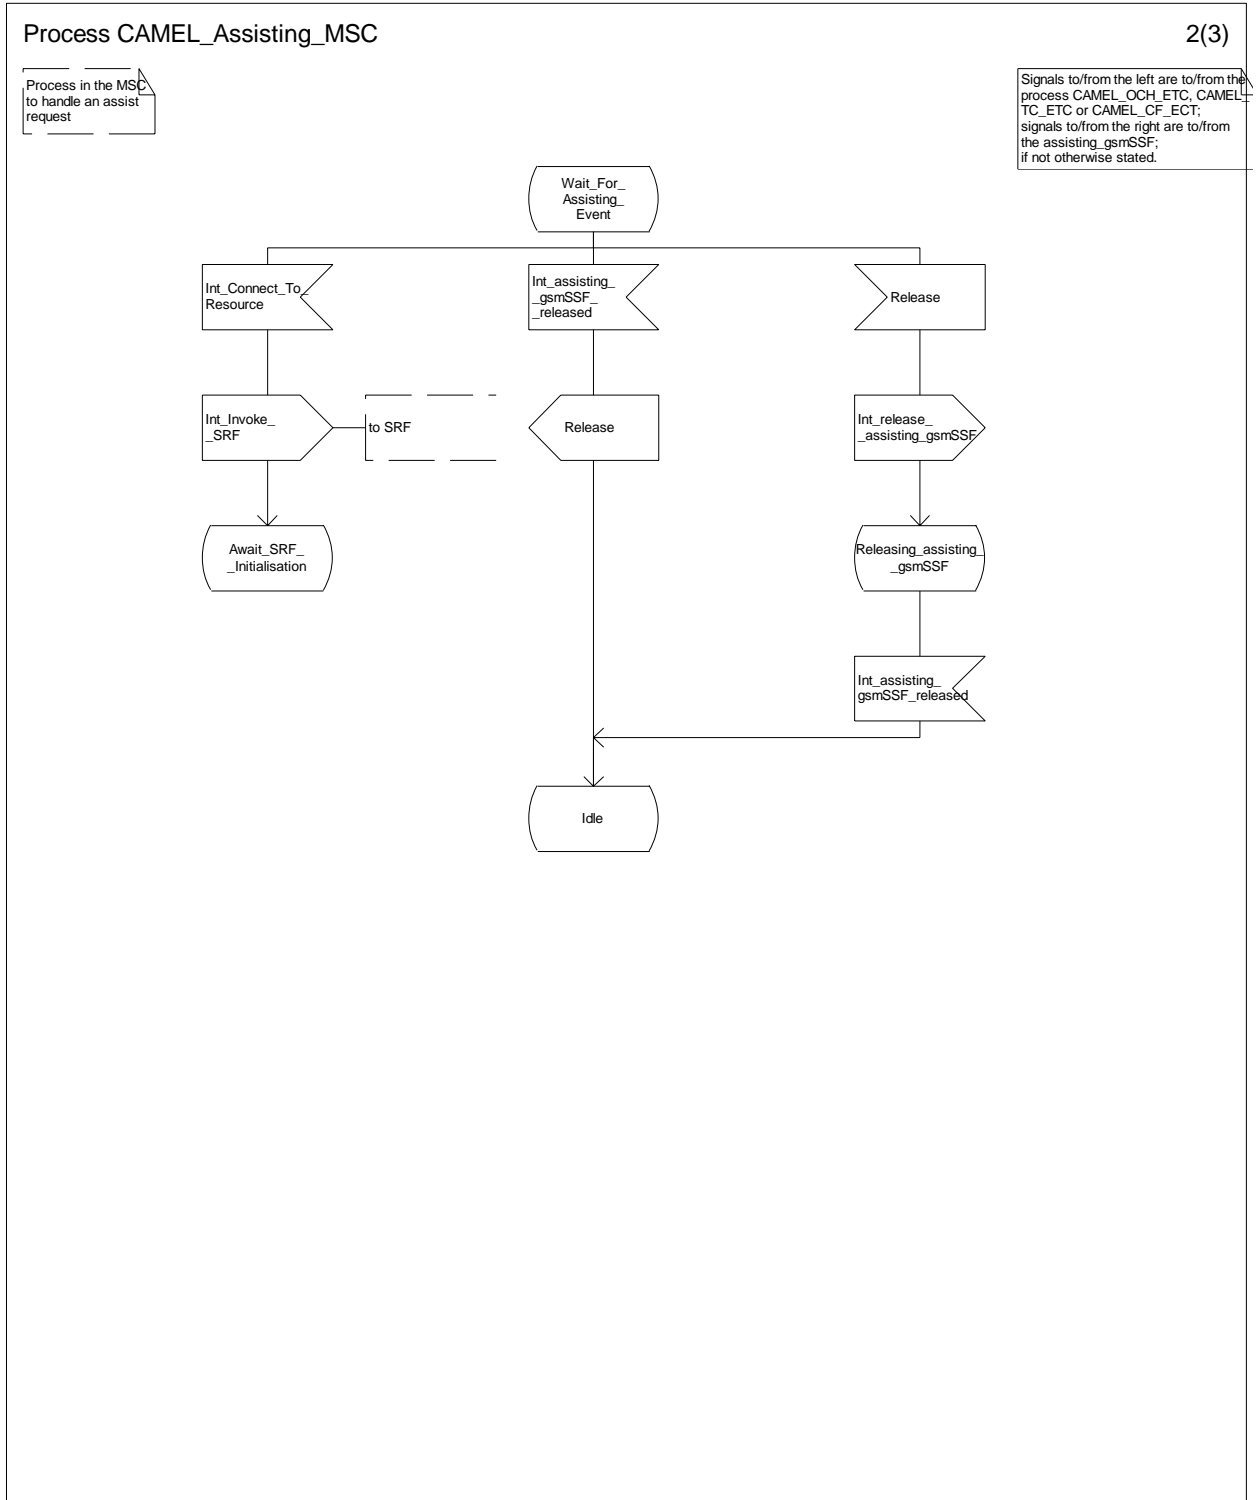 Process CAMEL_Assisting_MSC
2(3)
Process in the MSC
to handle an assist
request
Signals to/from the left are to/from the
process CAMEL_OCH_ETC, CAMEL_
TC_ETC or CAMEL_CF_ECT;
signals to/from the right are to/from
the assisting_gsmSSF;
if not otherwise stated.
Wait_For_
Assisting_
Event
Int_Connect_To_
Resource
Int_assisting_
_gsmSSF_
_released
Release
Int_Invoke_
_SRF
to SRF
Release
Int_release_
_assisting_gsmSSF
Await_SRF_
_Initialisation
Releasing_assisting_
_gsmSSF
Int_assisting_
gsmSSF_released
Idle